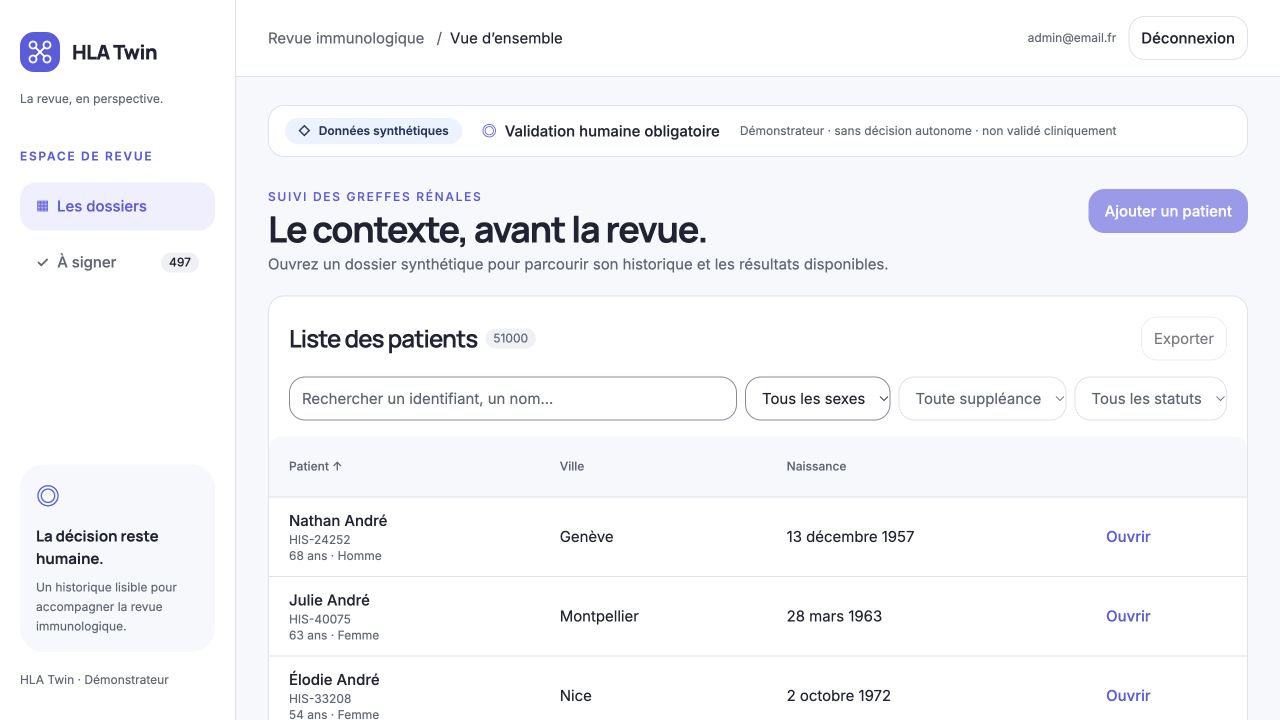 HLA Twin
La revue, en perspective.
ESPACE DE REVUE
Les dossiers
À signer 497
La décision reste
humaine.
Un historique lisible pour
accompagner la revue
immunologique.
HLA Twin · Démonstrateur
Revue immunologique / Vue d’ensemble
admin@email.fr Déconnexion
Données synthétiques Validation humaine obligatoire Démonstrateur · sans décision autonome · non validé cliniquement
SUIVI DES GREFFES RÉNALES
Le contexte, avant la revue.
Ouvrez un dossier synthétique pour parcourir son historique et les résultats disponibles.
Ajouter un patient
Liste des patients 51000
Exporter
Rechercher un identifiant, un nom... Tous les sexes Toute suppléance Tous les statuts
Patient ↑ Ville Naissance
Nathan André
HIS-24252
68 ans · Homme
Genève 13 décembre 1957 Ouvrir
Julie André
HIS-40075
63 ans · Femme
Montpellier 28 mars 1963 Ouvrir
Élodie André
HIS-33208
54 ans · Femme
Nice 2 octobre 1972 Ouvrir